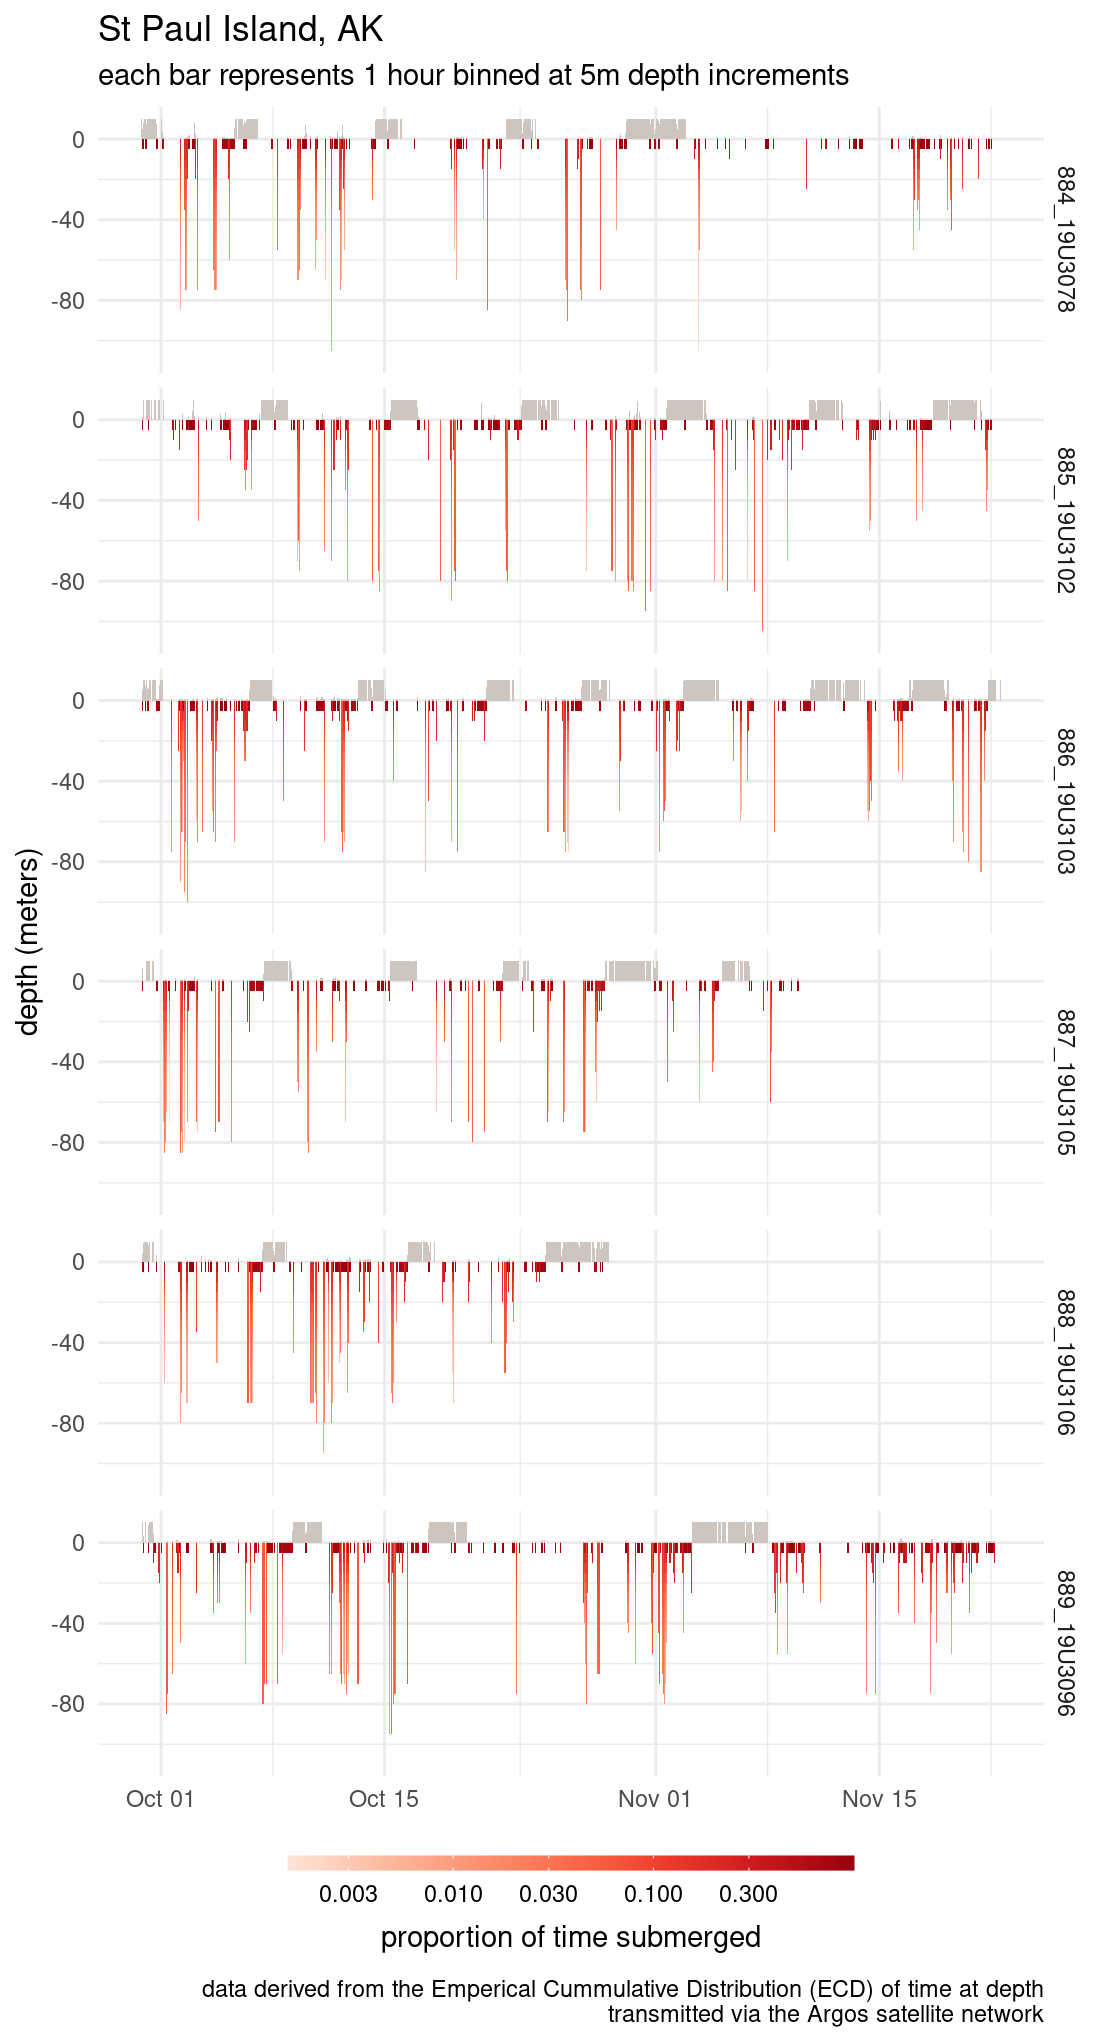 St Paul Island, AK
each bar represents 1 hour binned at 5m depth increments
depth (meters)
0
-40
-80
884_19U3078
0
-40
-80
885_19U3102
0
-40
-80
886_19U3103
0
-40
-80
887_19U3105
0
-40
-80
888_19U3106
0
-40
-80
889_19U3096
Oct 01 Oct 15 Nov 01 Nov 15
0.003 0.010 0.030 0.100 0.300
proportion of time submerged
data derived from the Emperical Cummulative Distribution (ECD) of time at depth
transmitted via the Argos satellite network